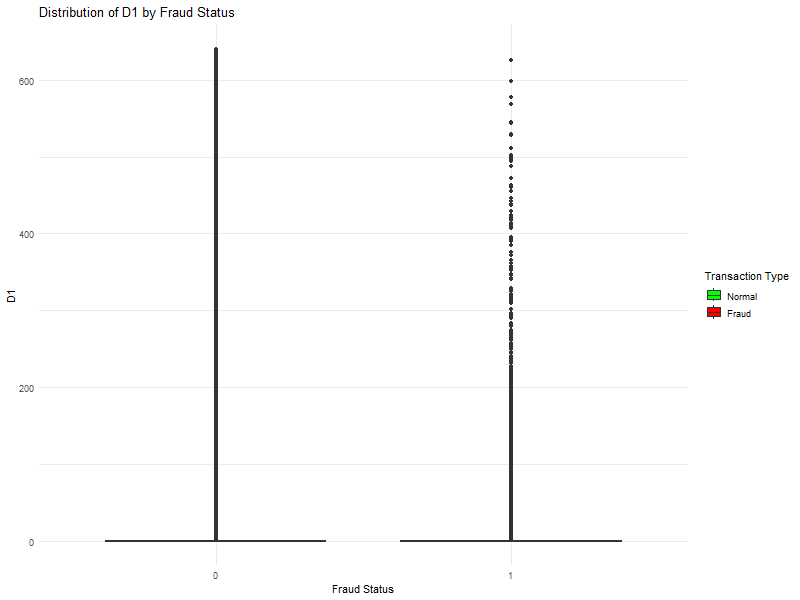 Distribution of D1 by Fraud Status
600
400
200
0
D1
0
1
Fraud Status
Transaction Type
Normal
Fraud